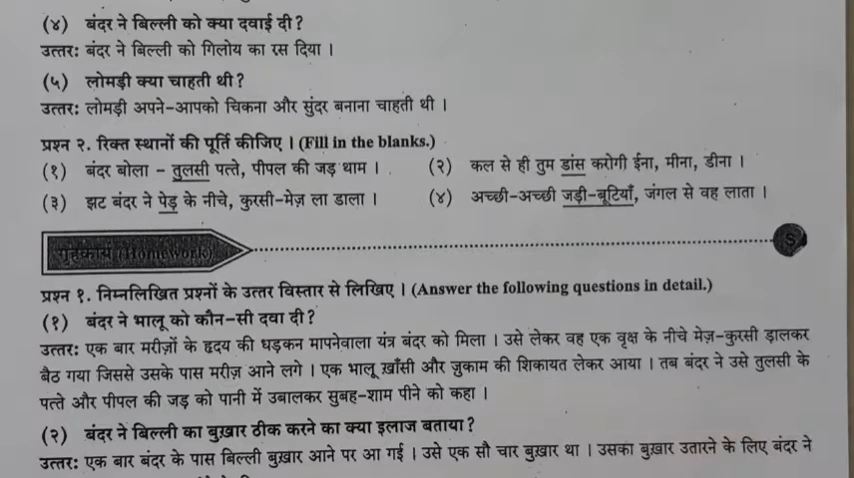 (४) बंदर ने बिल्ली को क्या दवाई दी?
उत्तर: बंदर ने बिल्ली को गिलोय का रस दिया ।
(५) लोमड़ी क्या चाहती थी?
उत्तर: लोमड़ी अपने-आपको चिकना और सुंदर बनाना चाहती थी ।
प्रश्न २. रिक्त स्थानों की पूर्ति कीजिए । (Fill in the blanks.)
(१) बंदर बोला - तुलसी पत्ते, पीपल की जड़ थाम । (२) कल से ही तुम डांस करोगी ईना, मीना, डीना ।
(३) झट बंदर ने पेड़ के नीचे, कुरसी-मेज़ ला डाला । (४) अच्छी-अच्छी जड़ी-बूटियाँ, जंगल से वह लाता ।
गृहकार्य (Homework) S
प्रश्न १. निम्नलिखित प्रश्नों के उत्तर विस्तार से लिखिए । (Answer the following questions in detail.)
(१) बंदर ने भालू को कौन-सी दवा दी?
उत्तर: एक बार मरीज़ों के हृदय की धड़कन मापनेवाला यंत्र बंदर को मिला । उसे लेकर वह एक वृक्ष के नीचे मेज़-कुरसी ड़ालकर
बैठ गया जिससे उसके पास मरीज़ आने लगे । एक भालू ख़ाँसी और ज़ुकाम की शिकायत लेकर आया । तब बंदर ने उसे तुलसी के
पत्ते और पीपल की जड़ को पानी में उबालकर सुबह-शाम पीने को कहा ।
(२) बंदर ने बिल्ली का बुख़ार ठीक करने का क्या इलाज बताया?
उत्तर: एक बार बंदर के पास बिल्ली बुख़ार आने पर आ गई । उसे एक सौ चार बुख़ार था । उसका बुख़ार उतारने के लिए बंदर ने